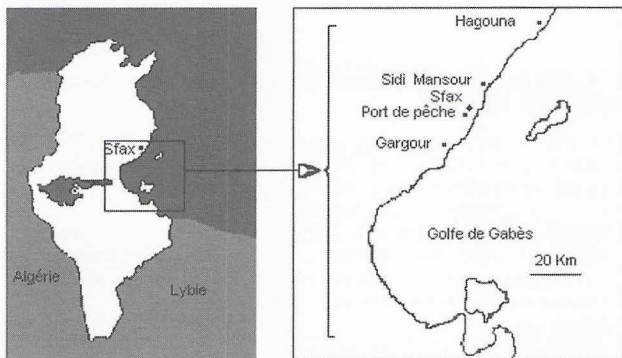 Sfax
Algérie
Lybie
Hagouna
Sidi Mansour
Sfax
Port de pêche
Gargour
Golfe de Gabès
20 Km